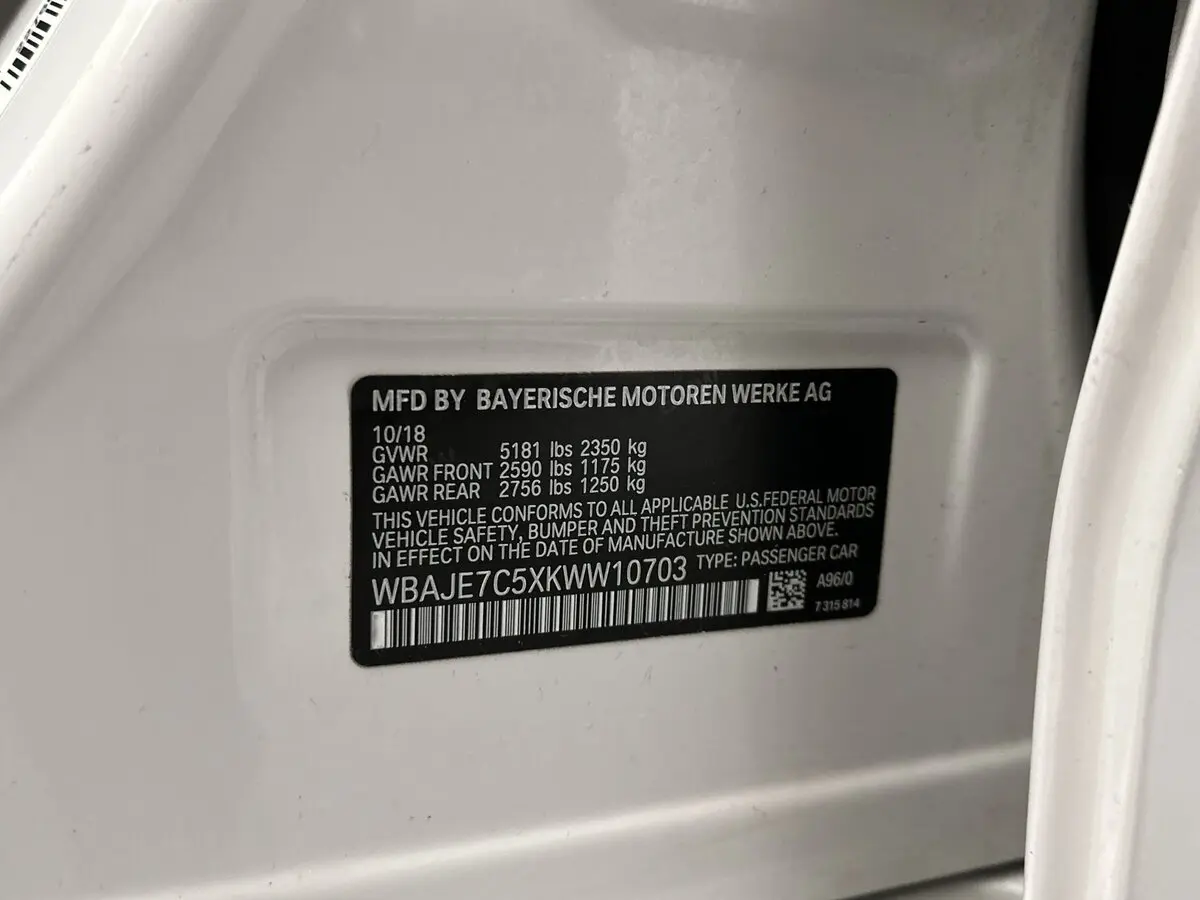 MFD BY BAYERISCHE MOTOREN WERKE AG
10/18
GVWR 5181 lbs 2350 kg
GAWR FRONT 2590 lbs 1175 kg
GAWR REAR 2756 lbs 1250 kg
THIS VEHICLE CONFORMS TO ALL APPLICABLE U.S.FEDERAL MOTOR
VEHICLE SAFETY, BUMPER AND THEFT PREVENTION STANDARDS
IN EFFECT ON THE DATE OF MANUFACTURE SHOWN ABOVE.
WBAJE7C5XKWW10703 TYPE: PASSENGER CAR
A96/0
7 315 814